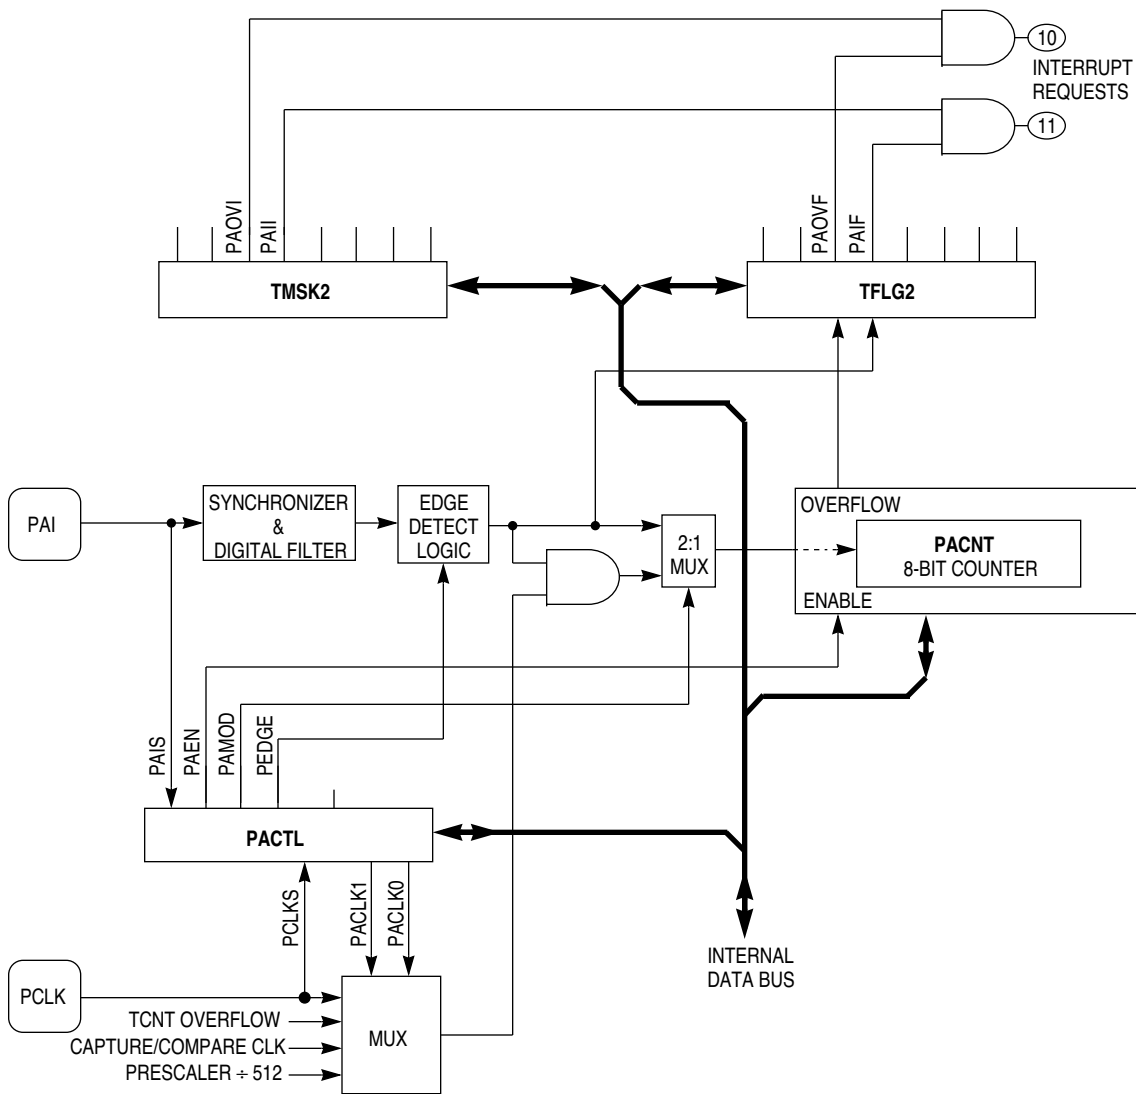 10
INTERRUPT
REQUESTS
11
PAOVI
PAII
PAOVF
PAIF
TMSK2
TFLG2
PAI
SYNCHRONIZER
&
DIGITAL FILTER
EDGE
DETECT
LOGIC
2:1
MUX
OVERFLOW
PACNT
8-BIT COUNTER
ENABLE
PAIS
PAEN
PAMOD
PEDGE
PACTL
PCLKS
PACLK1
PACLK0
INTERNAL
DATA BUS
PCLK
TCNT OVERFLOW
CAPTURE/COMPARE CLK
PRESCALER ÷ 512
MUX